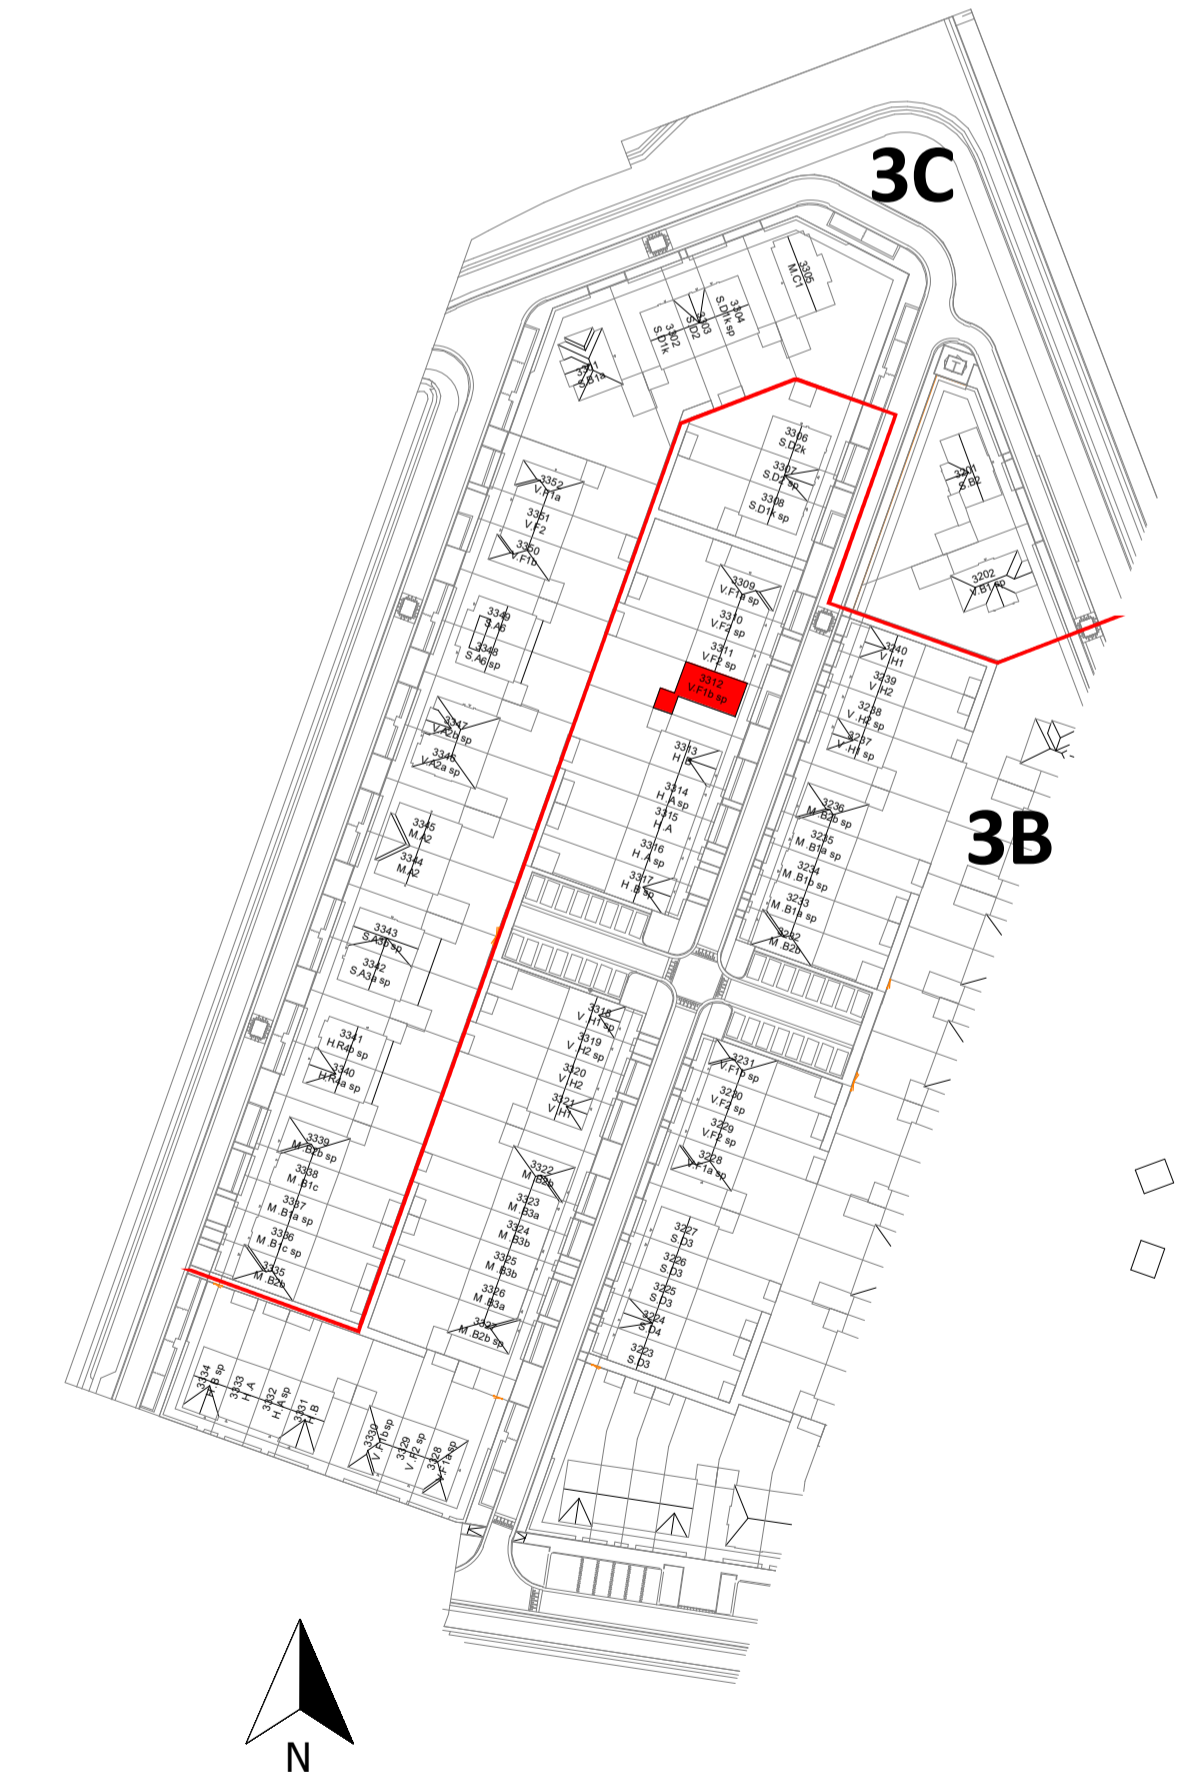 3C
3305
M.C1
3304
S.D1k sp
3303
S.D2
3302
S.D1k
3301
S.B1a
3306
S.D2k
3307
S.D2 sp
3308
S.D1k sp
3201
S.B2
3202
V.B1 sp
3352
V.F1a
3351
V.F2
3350
V.F1b
3309
V.F1a sp
3310
V.F2 sp
3311
V.F2 sp
3312
V.F1b sp
3349
S.A6
3348
S.A6 sp
3240
V.H1
3239
V.H2
3238
V.H2 sp
3237
V.H1 sp
3347
V.A2b sp
3346
V.A2a sp
3313
H.B
3314
H.A sp
3315
H.A
3316
H.A sp
3317
H.B sp
3B
3236
M.B2b sp
3235
M.B1a sp
3234
M.B1b sp
3233
M.B1a sp
3232
M.B2b
3345
M.A2
3344
M.A2
3343
S.A3b sp
3342
S.A3a sp
3341
H.R4b sp
3340
H.R4a sp
3318
V.H1 sp
3319
V.H2 sp
3320
V.H2
3321
V.H1
3231
V.F1b sp
3230
V.F2 sp
3229
V.F2 sp
3228
V.F1a sp
3339
M.B2b sp
3338
M.B1c
3337
M.B1a sp
3336
M.B1c sp
3335
M.B2b
3322
M.B2b
3323
M.B3a
3324
M.B3b
3325
M.B3b
3326
M.B3a
3327
M.B2b sp
3227
S.D3
3226
S.D3
3225
S.D3
3224
S.D4
3223
S.D3
3334
H.B sp
3333
H.A
3332
H.A sp
3331
H.B
3330
V.F1b sp
3329
V.F2 sp
3328
V.F1a sp
N